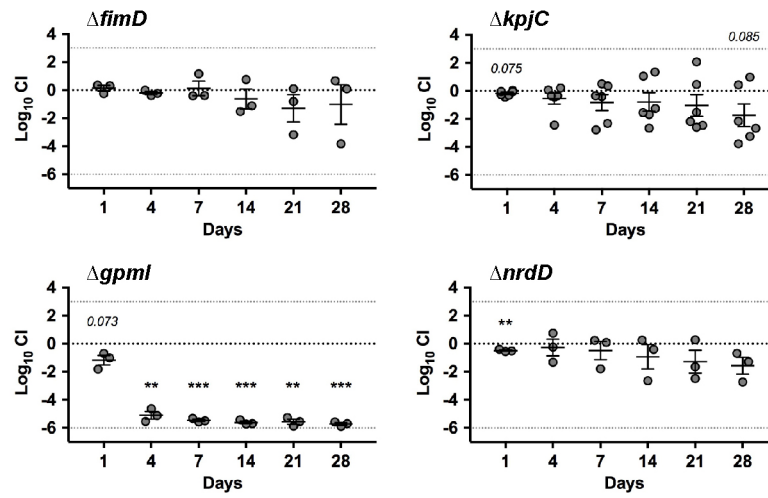 ΔfimD
4
2
0
-2
-4
-6
Log10 CI
1 4 7 14 21 28
Days
ΔkpjC
4
2
0
-2
-4
-6
Log10 CI
0.075
0.085
1 4 7 14 21 28
Days
ΔgpmI
4
2
0
-2
-4
-6
Log10 CI
0.073
** *** *** ** ***
1 4 7 14 21 28
Days
ΔnrdD
4
2
0
-2
-4
-6
Log10 CI
**
1 4 7 14 21 28
Days